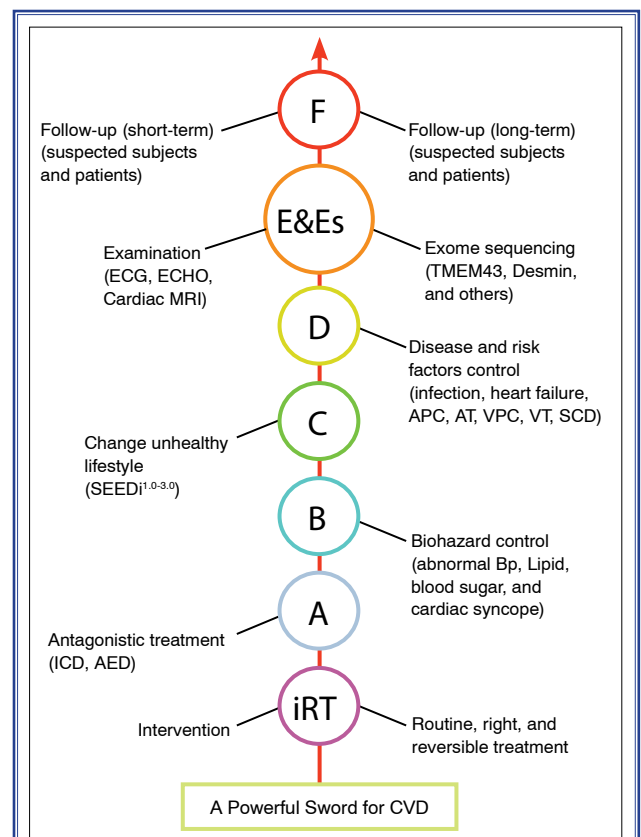 F
Follow-up (short-term)
(suspected subjects
and patients)
Follow-up (long-term)
(suspected subjects
and patients)
E&Es
Examination
(ECG, ECHO,
Cardiac MRI)
Exome sequencing
(TMEM43, Desmin,
and others)
D
Disease and risk
factors control
(infection, heart failure,
APC, AT, VPC, VT, SCD)
C
Change unhealthy
lifestyle
(SEEDi1.0-3.0)
B
Biohazard control
(abnormal Bp, Lipid,
blood sugar, and
cardiac syncope)
A
Antagonistic treatment
(ICD, AED)
iRT
Intervention
Routine, right, and
reversible treatment
A Powerful Sword for CVD